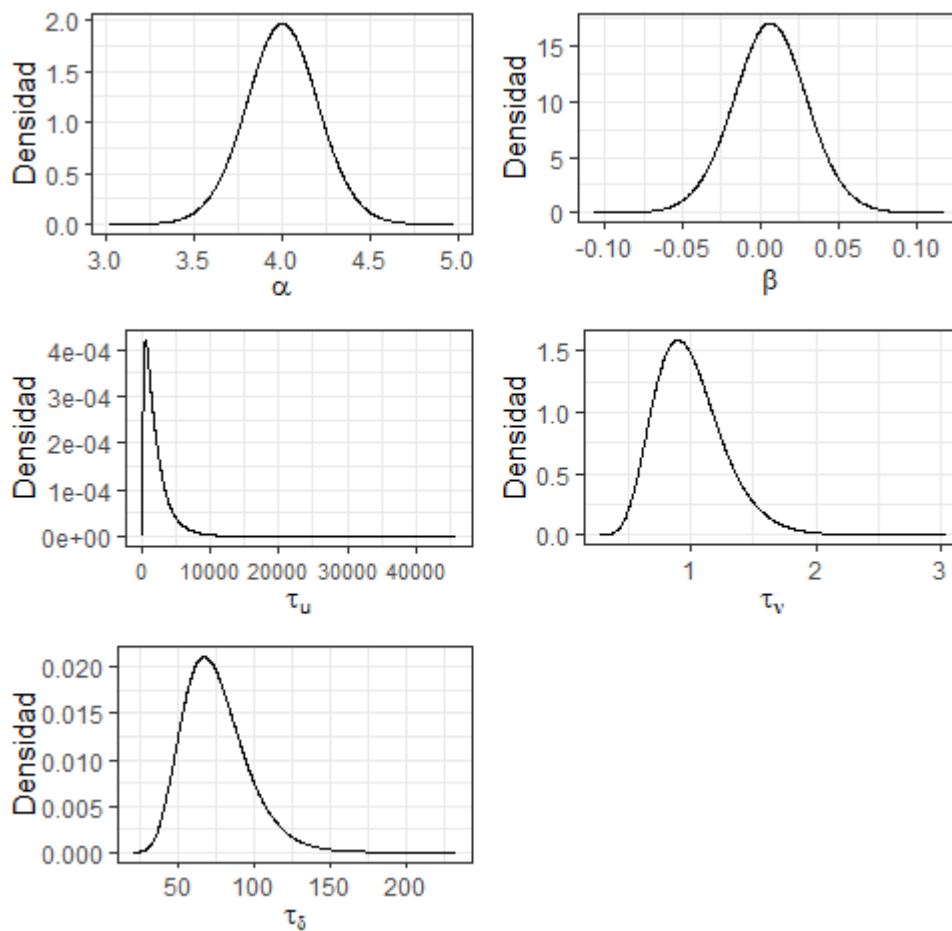 Densidad
2.0
1.5
1.0
0.5
0.0
3.0 3.5 4.0 4.5 5.0
α
Densidad
15
10
5
0
-0.10 -0.05 0.00 0.05 0.10
β
Densidad
4e-04
3e-04
2e-04
1e-04
0e+00
0 10000 20000 30000 40000
τu
Densidad
1.5
1.0
0.5
0.0
1 2 3
τν
Densidad
0.020
0.015
0.010
0.005
0.000
50 100 150 200
τδ